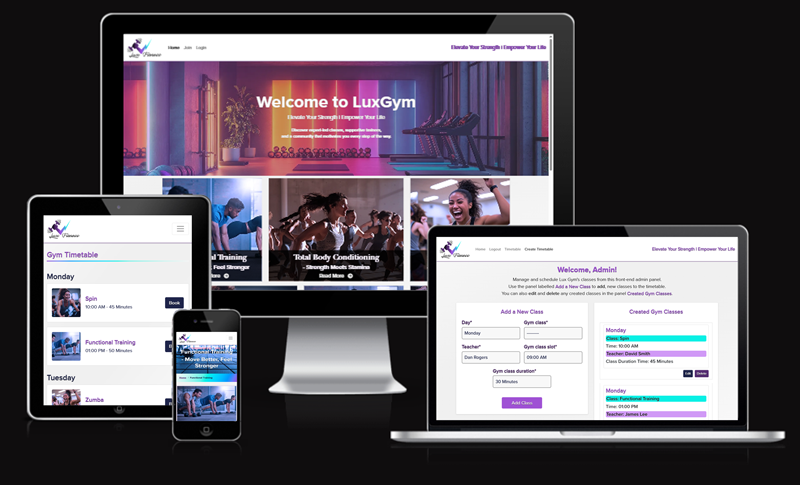 Lux Fitness
Home Join Login
Elevate Your Strength | Empower Your Life
Welcome to LuxGym
Elevate Your Strength | Empower Your Life
Discover expert-led classes, supportive trainers,
and a community that motivates you every step of the way.
Training
Feel Stronger
Total Body Conditioning
- Strength Meets Stamina
Read More
Gym Timetable
Monday
Spin
10:00 AM - 45 Minutes
Book
Functional Training
01:00 PM - 50 Minutes
Tuesday
Zumba
Functional Training
- Move Better, Feel
Stronger
Home Functional Training
Lux Fitness
Home Logout Timetable Create Timetable
Elevate Your Strength | Empower Your Life
Welcome, Admin!
Manage and schedule Lux Gym's classes from this front-end admin panel.
Use the panel labelled Add a New Class to add, new classes to the timetable.
You can also edit and delete any created classes in the panel Created Gym Classes.
Add a New Class
Day* Gym class*
Monday ---------
Teacher* Gym class slot*
Dan Rogers 09:00 AM
Gym class duration*
30 Minutes
Add Class
Created Gym Classes
Monday
Class: Spin
Time: 10:00 AM
Teacher: David Smith
Class Duration Time: 45 Minutes
Edit Delete
Monday
Class: Functional Training
Time: 01:00 PM
Teacher: James Lee